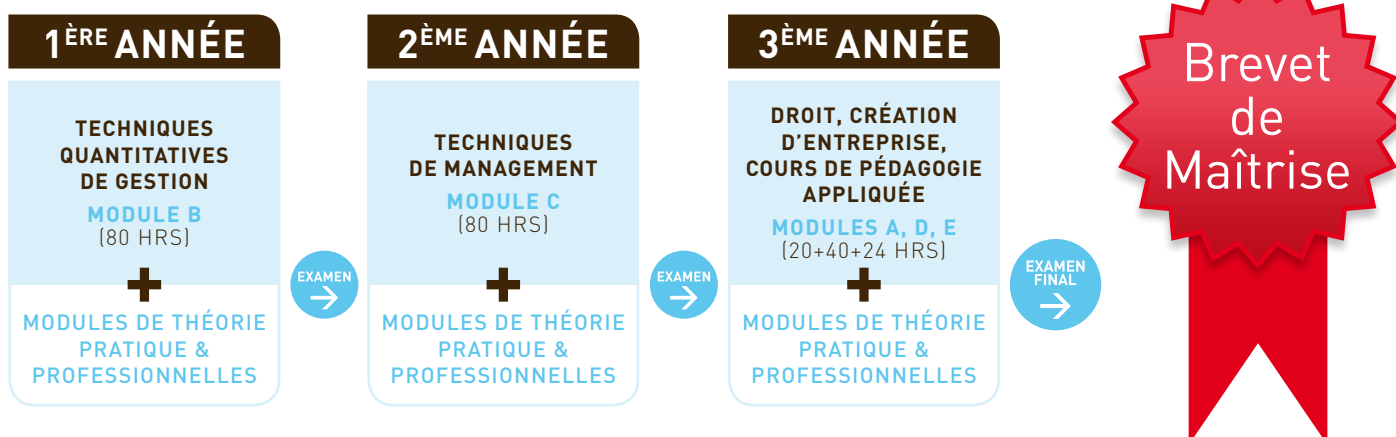 1ÈRE ANNÉE
TECHNIQUES
QUANTITATIVES
DE GESTION
MODULE B
(80 HRS)
+
MODULES DE THÉORIE
PRATIQUE &
PROFESSIONNELLES
EXAMEN
→
2ÈME ANNÉE
TECHNIQUES
DE MANAGEMENT
MODULE C
(80 HRS)
+
MODULES DE THÉORIE
PRATIQUE &
PROFESSIONNELLES
EXAMEN
→
3ÈME ANNÉE
DROIT, CRÉATION
D'ENTREPRISE,
COURS DE PÉDAGOGIE
APPLIQUÉE
MODULES A, D, E
(20+40+24 HRS)
+
MODULES DE THÉORIE
PRATIQUE &
PROFESSIONNELLES
EXAMEN
FINAL
→
Brevet
de
Maîtrise